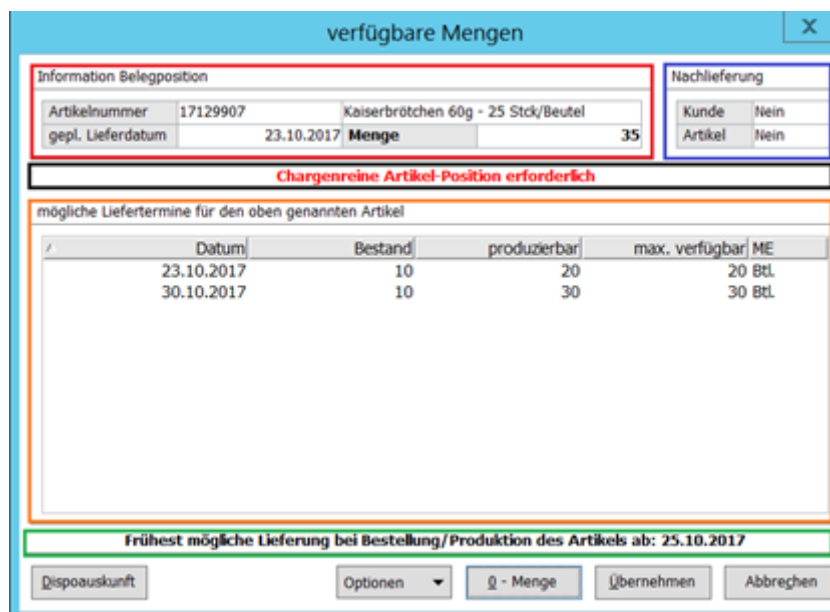 verfügbare Mengen
X
Information Belegposition
Nachlieferung
Artikelnummer 17129907 Kaiserbrötchen 60g - 25 Stck/Beutel
Kunde Nein
gepl. Lieferdatum 23.10.2017 Menge 35
Artikel Nein
Chargenreine Artikel-Position erforderlich
mögliche Liefertermine für den oben genannten Artikel
Datum Bestand produzierbar max. verfügbar ME
23.10.2017 10 20 20 Btl.
30.10.2017 10 30 30 Btl.
Frühest mögliche Lieferung bei Bestellung/Produktion des Artikels ab: 25.10.2017
Dispoauskunft Optionen 0 - Menge Übernehmen Abbrechen